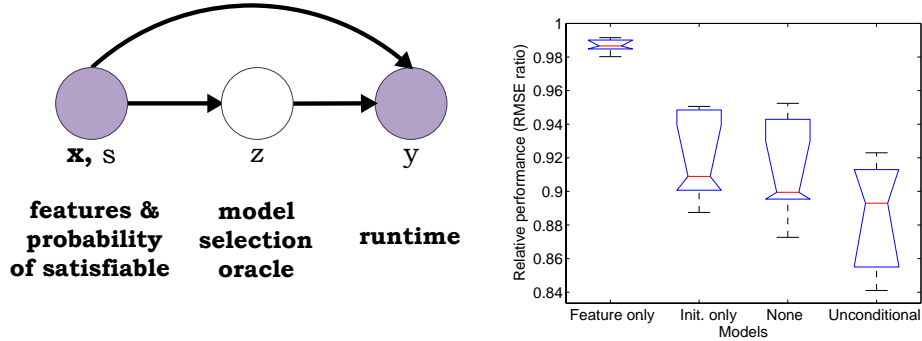 x, s
z
y
features &
probability
of satisfiable
model
selection
oracle
runtime
Relative performance (RMSE ratio)
1
0.98
0.96
0.94
0.92
0.9
0.88
0.86
0.84
Feature only
Init. only
None
Unconditional
Models